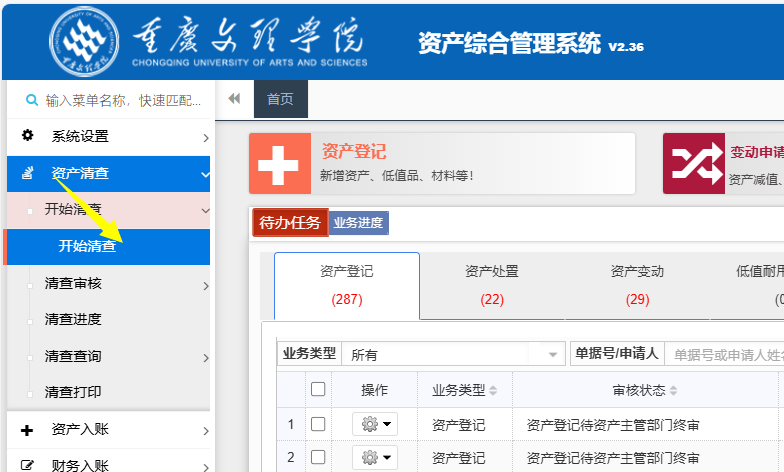 重庆文理学院
CHONGQING UNIVERSITY OF ARTS AND SCIENCES
资产综合管理系统 V2.36
输入菜单名称，快速匹配...
首页
系统设置
资产清查
开始清查
开始清查
清查审核
清查进度
清查查询
清查打印
资产入账
财务入账
资产登记
新增资产、低值品、材料等!
变动申请
资产减值、
待办任务 业务进度
资产登记 资产处置 资产变动 低值耐用
(287) (22) (29) (0
业务类型 所有 单据号/申请人 单据号或申请人姓名
操作 业务类型 审核状态
1 资产登记 资产登记待资产主管部门终审
2 资产登记 资产登记待资产主管部门终审